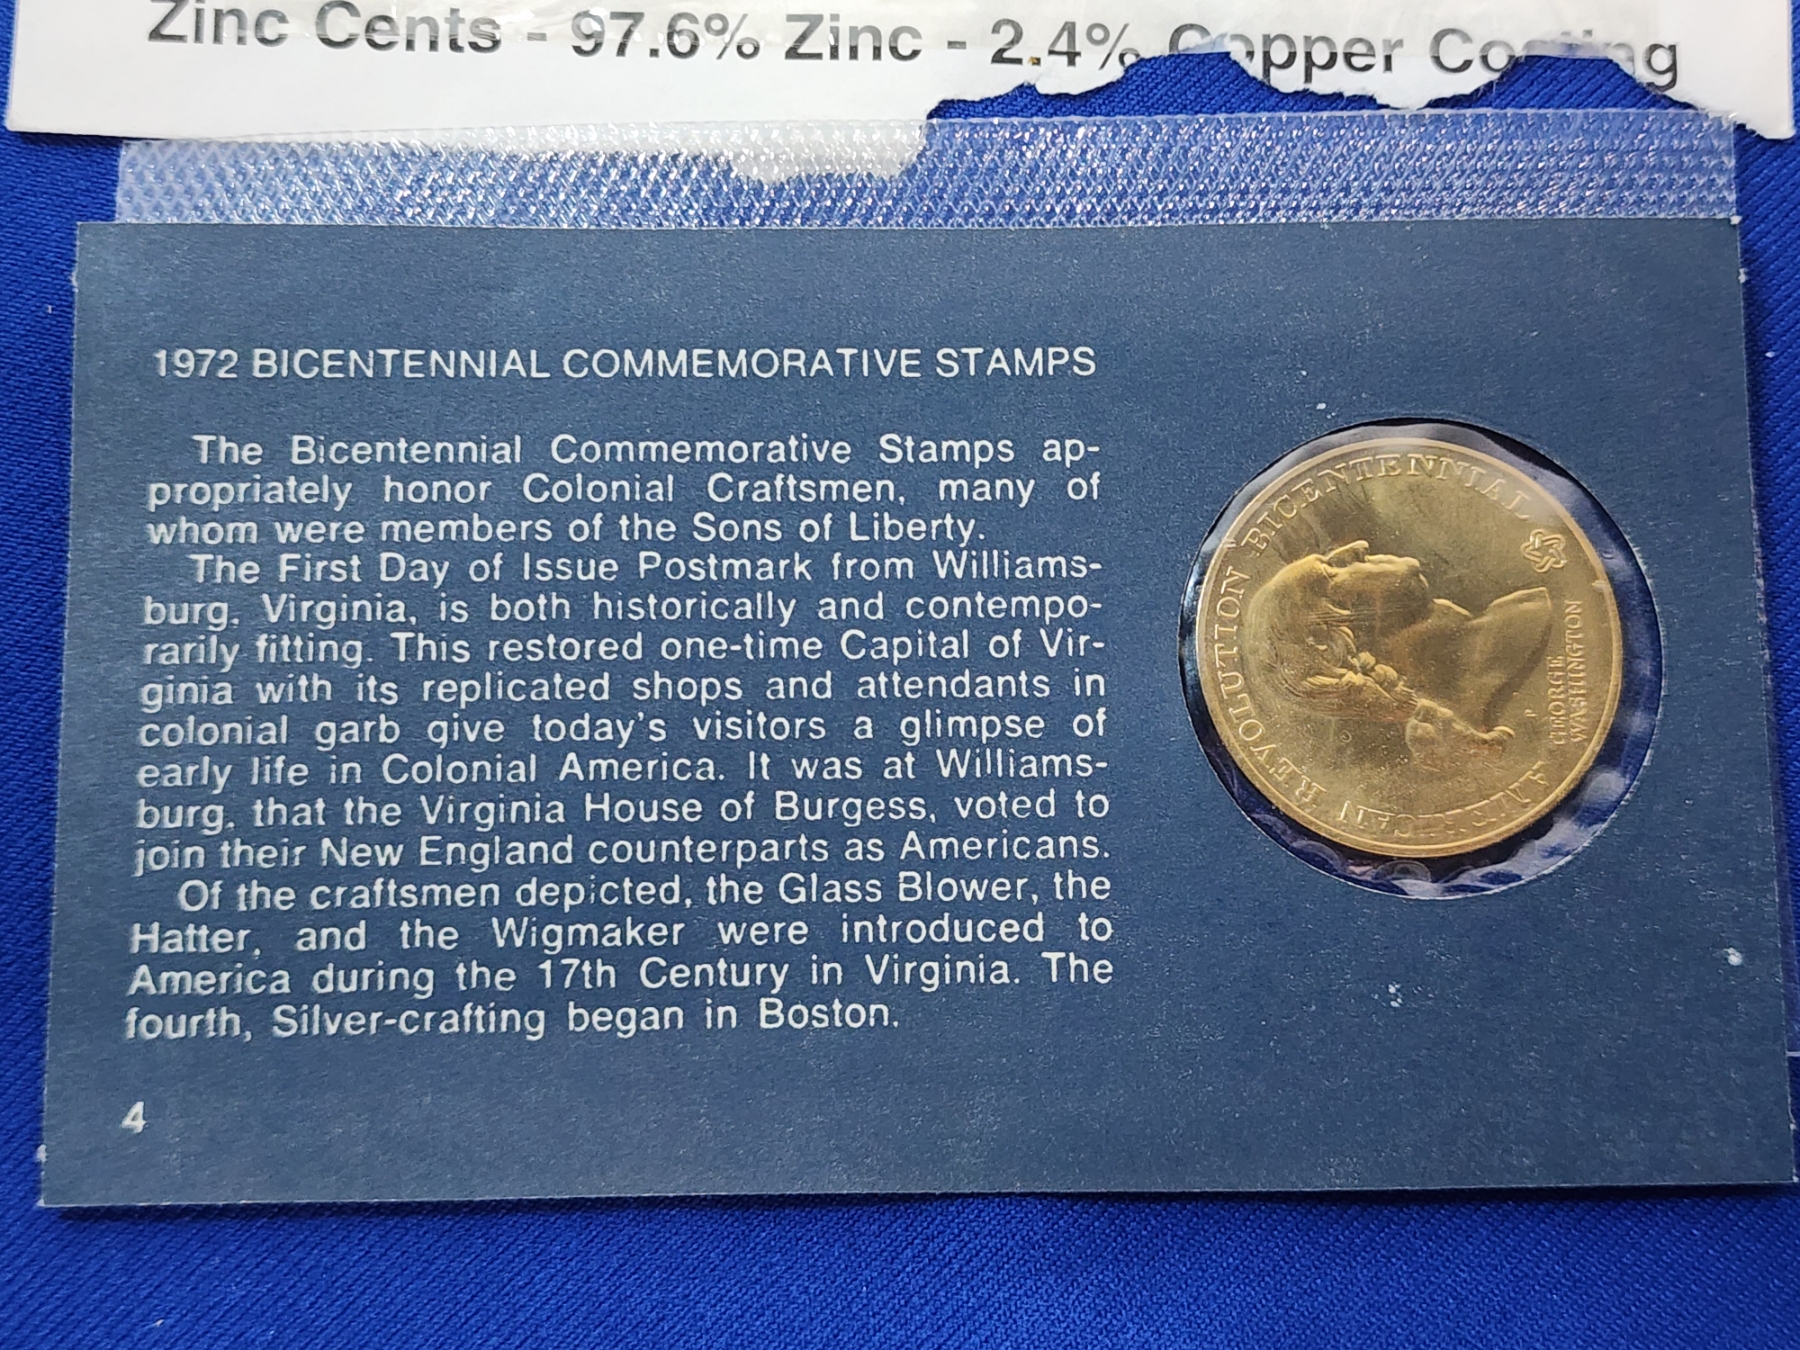 Zinc Cents - 97.6% Zinc - 2.4% Copper Coating
1972 BICENTENNIAL COMMEMORATIVE STAMPS
The Bicentennial Commemorative Stamps ap-
propriately honor Colonial Craftsmen, many of
whom were members of the Sons of Liberty.
The First Day of Issue Postmark from Williams-
burg, Virginia, is both historically and contempo-
rarily fitting. This restored one-time Capital of Vir-
ginia with its replicated shops and attendants in
colonial garb give today's visitors a glimpse of
early life in Colonial America. It was at Williams-
burg, that the Virginia House of Burgess, voted to
join their New England counterparts as Americans.
Of the craftsmen depicted, the Glass Blower, the
Hatter, and the Wigmaker were introduced to
America during the 17th Century in Virginia. The
fourth, Silver-crafting began in Boston.
4
AMERICAN REVOLUTION BICENTENNIAL
GEORGE
WASHINGTON